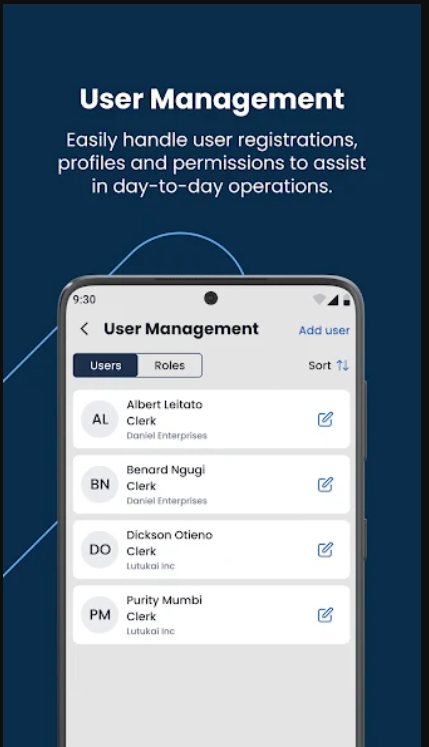 User Management
Easily handle user registrations,
profiles and permissions to assist
in day-to-day operations.
9:30
User Management
Add user
Users
Roles
Sort
AL
Albert Leitato
Clerk
Daniel Enterprises
BN
Benard Ngugi
Clerk
Daniel Enterprises
DO
Dickson Otieno
Clerk
Lutukai Inc
PM
Purity Mumbi
Clerk
Lutukai Inc